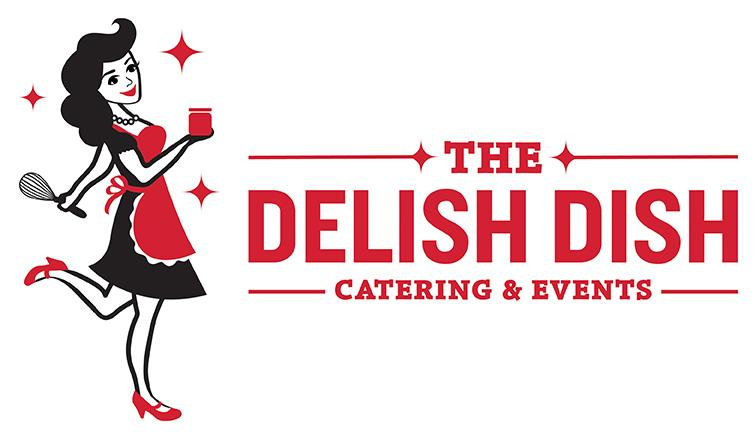 THE
DELISH DISH
CATERING & EVENTS